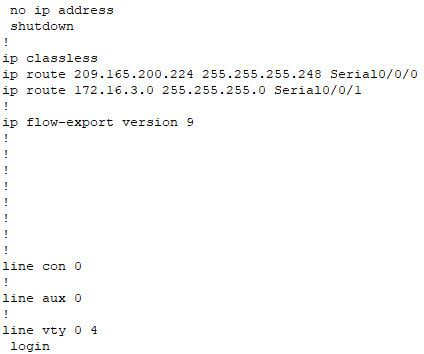 no ip address
shutdown
!
ip classless
ip route 209.165.200.224 255.255.255.248 Serial0/0/0
ip route 172.16.3.0 255.255.255.0 Serial0/0/1
!
ip flow-export version 9
!
!
!
!
!
!
!
!
line con 0
!
line aux 0
!
line vty 0 4
login